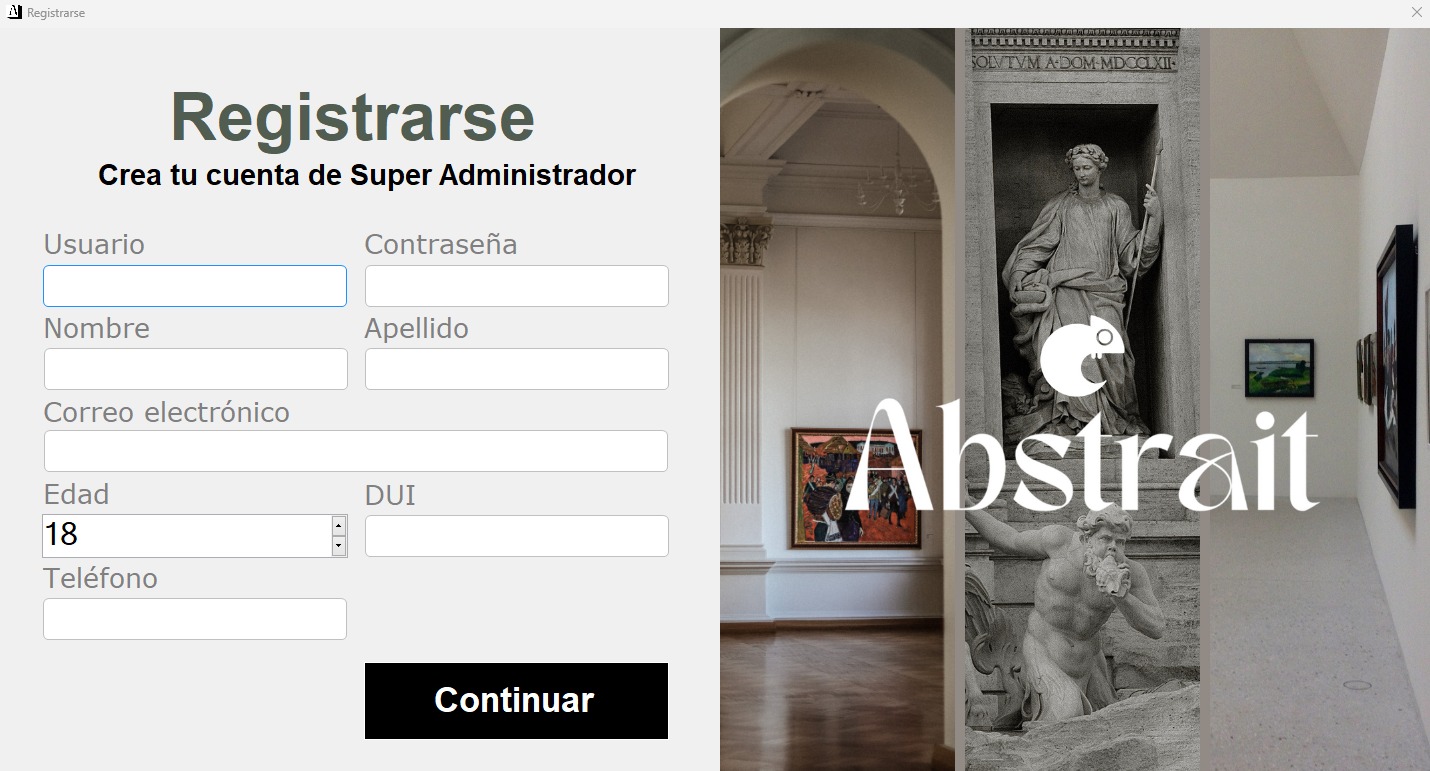 Registrarse
Registrarse
Crea tu cuenta de Super Administrador
Usuario
Contraseña
Nombre
Apellido
Correo electrónico
Edad
DUI
18
Teléfono
Continuar
SOLVTVM A·DOM·MDCCLXII·
Abstrait